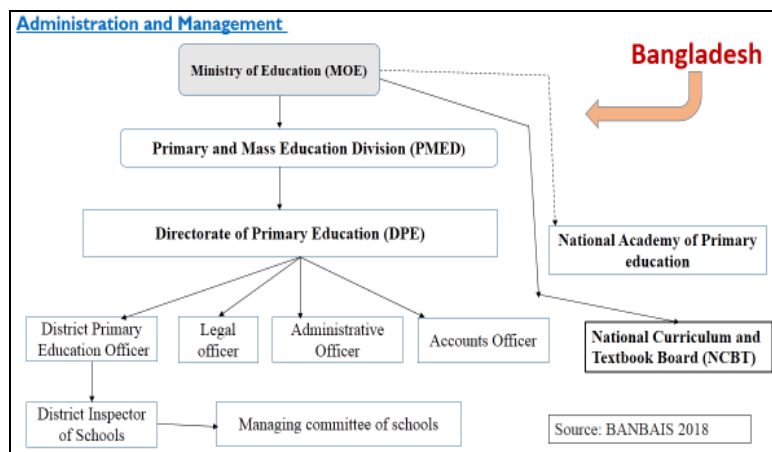 Administration and Management
Bangladesh
Ministry of Education (MOE)
Primary and Mass Education Division (PMED)
Directorate of Primary Education (DPE)
National Academy of Primary
education
District Primary
Education Officer
Legal
officer
Administrative
Officer
Accounts Officer
National Curriculum and
Textbook Board (NCBT)
District Inspector
of Schools
Managing committee of schools
Source: BANBAIS 2018